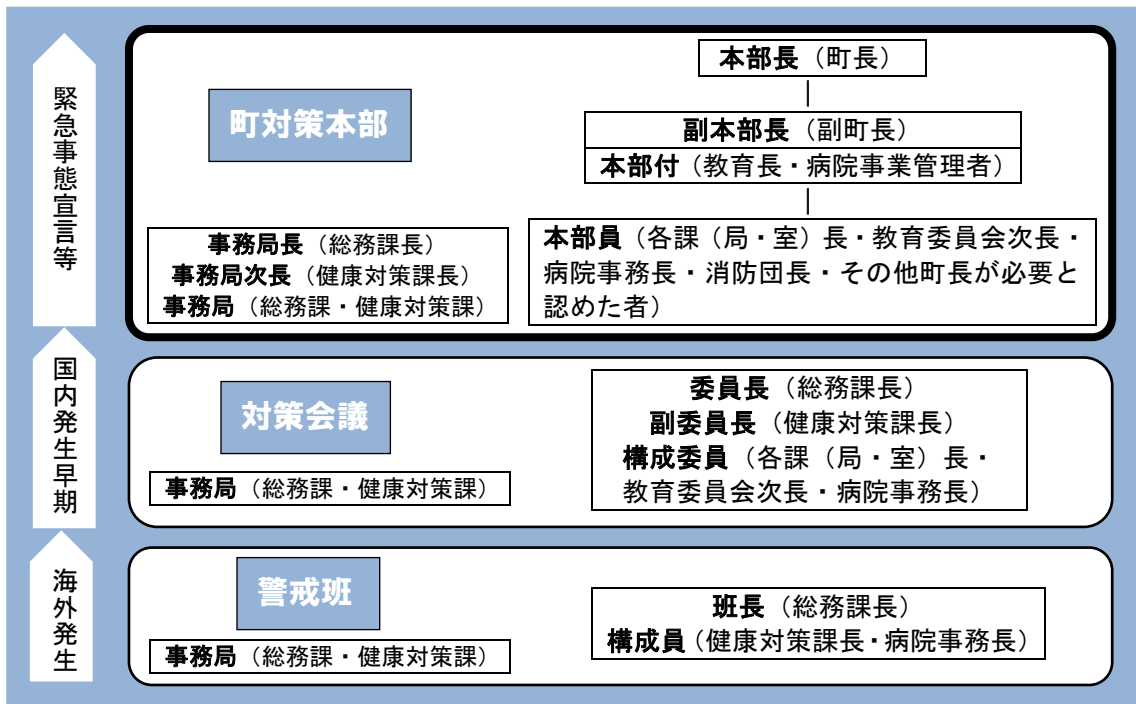 緊急事態宣言等
町対策本部
本部長（町長）
副本部長（副町長）
本部付（教育長・病院事業管理者）
事務局長（総務課長）
事務局次長（健康対策課長）
事務局（総務課・健康対策課）
本部員（各課（局・室）長・教育委員会次長・
病院事務長・消防団長・その他町長が必要と
認めた者）
国内発生早期
対策会議
事務局（総務課・健康対策課）
委員長（総務課長）
副委員長（健康対策課長）
構成委員（各課（局・室）長・
教育委員会次長・病院事務長）
海外発生
警戒班
事務局（総務課・健康対策課）
班長（総務課長）
構成員（健康対策課長・病院事務長）